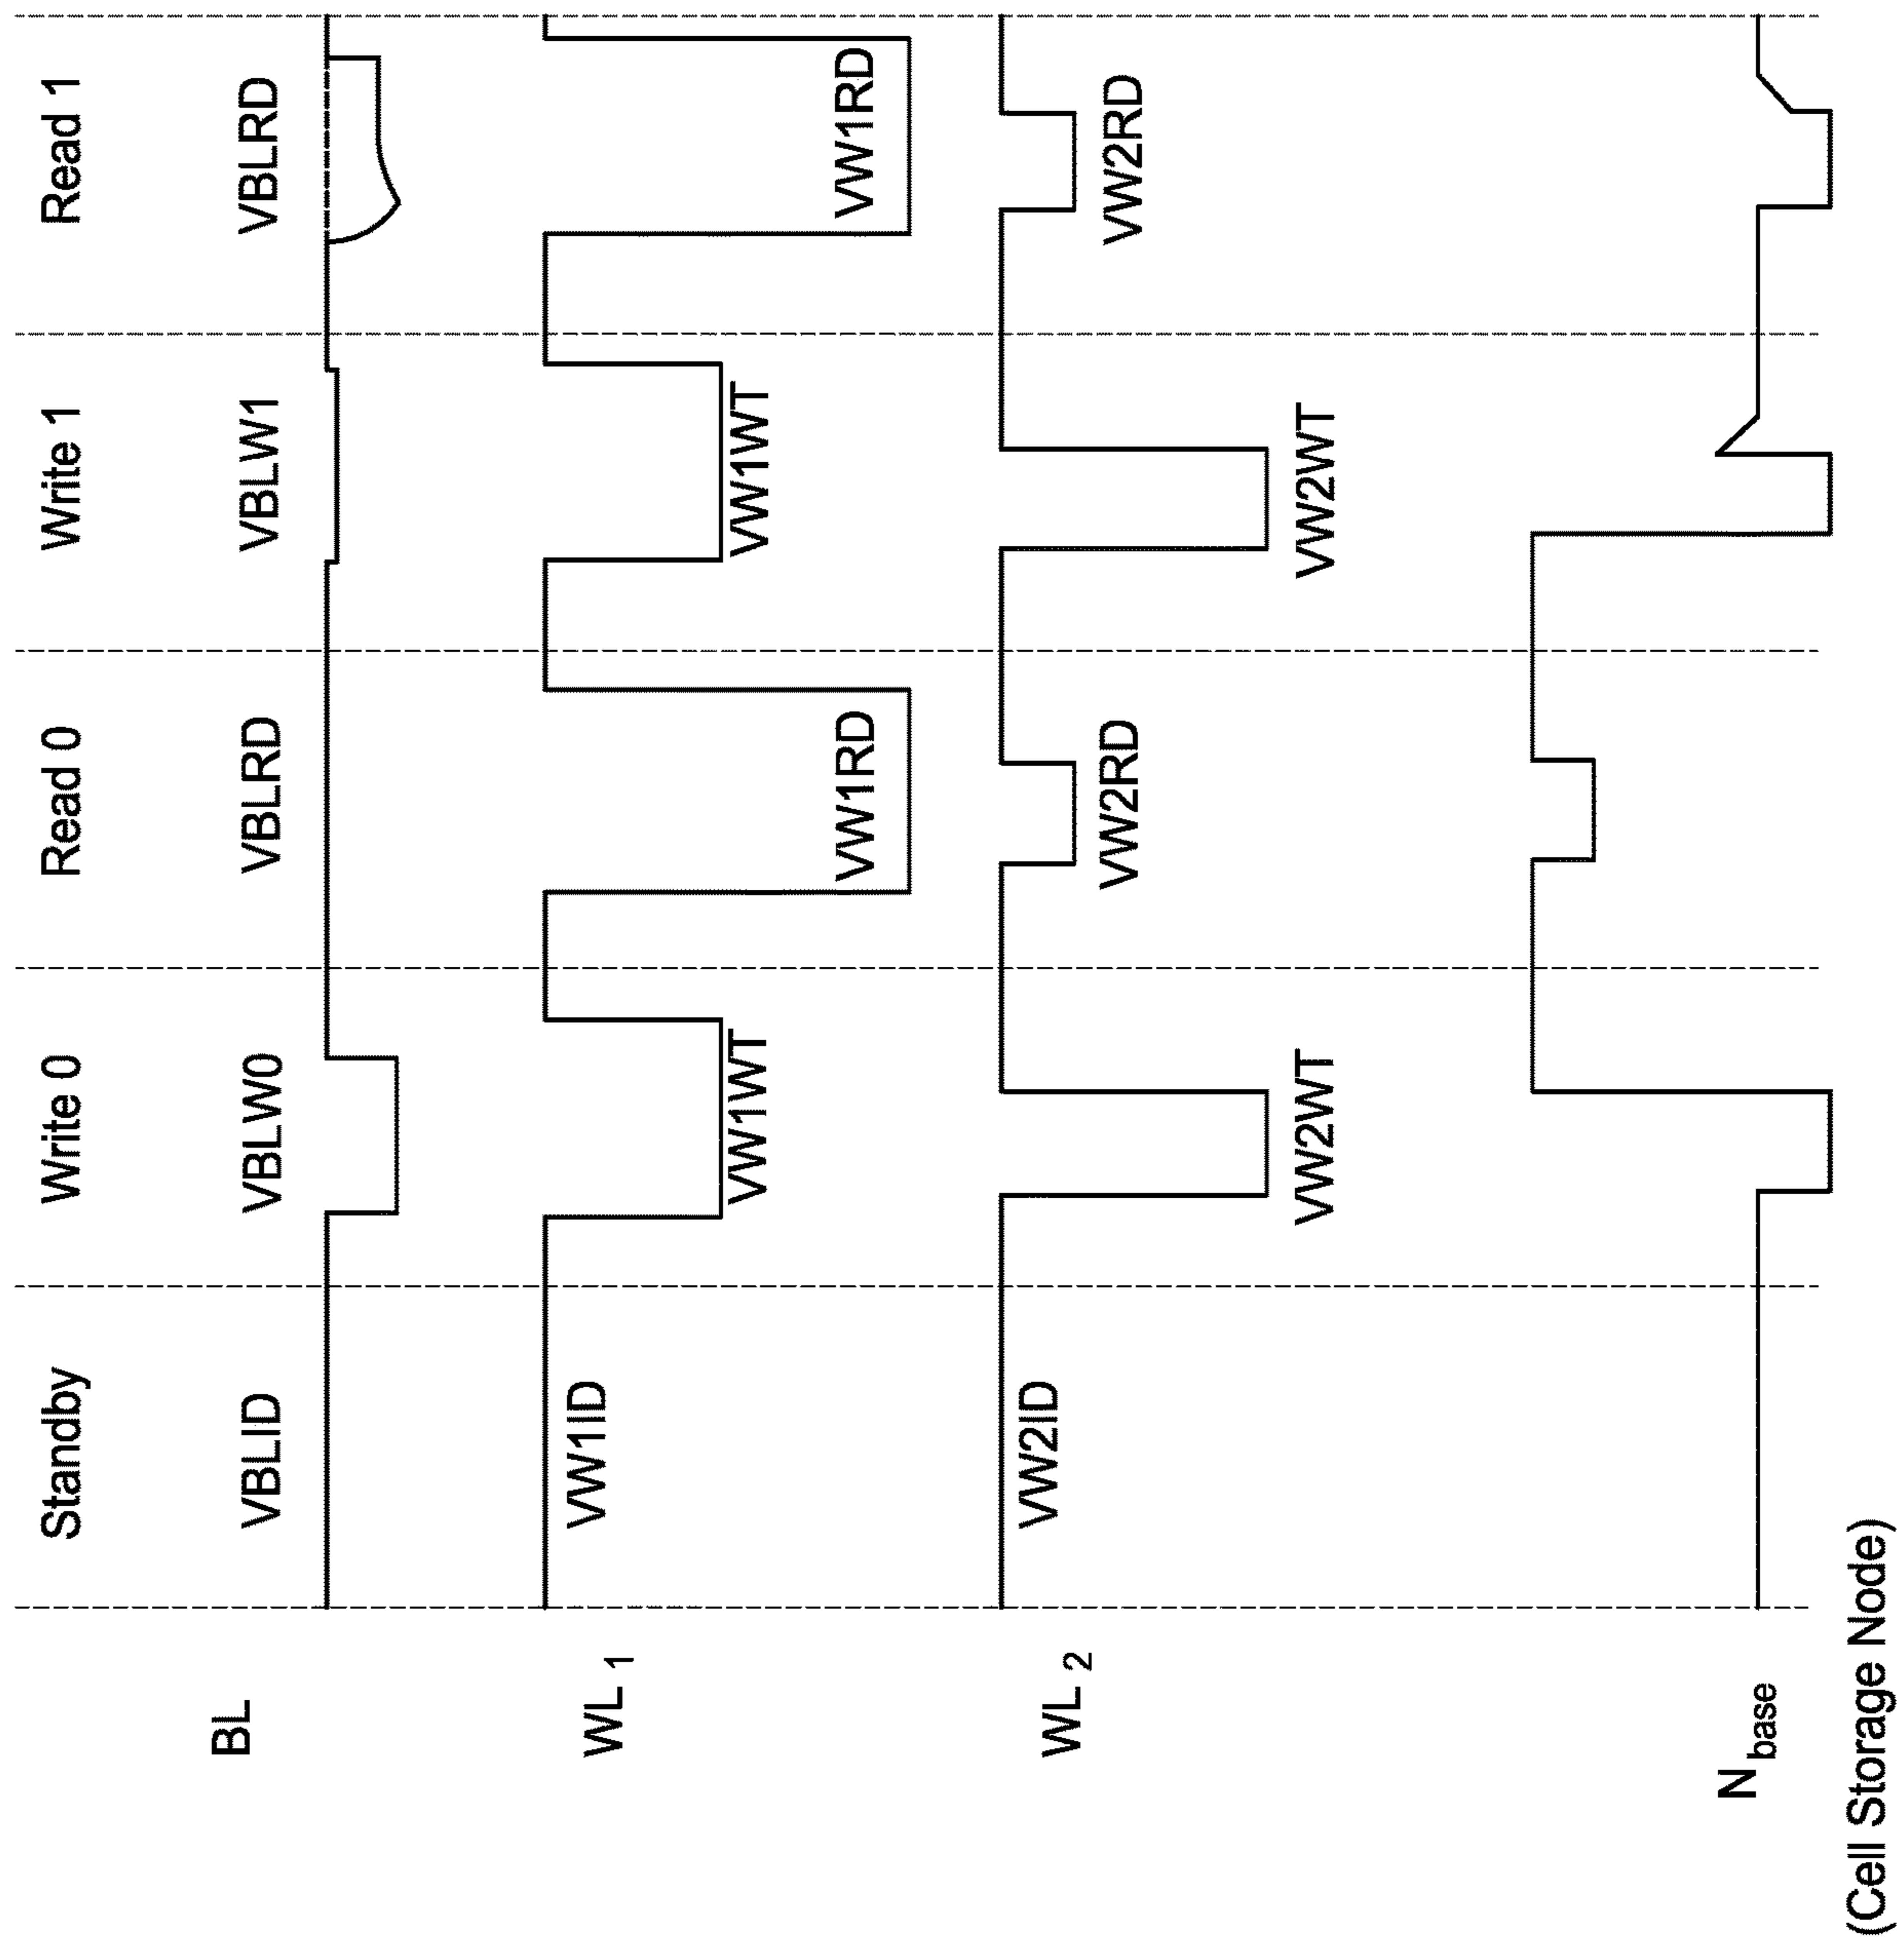 Standby Write 0 Read 0 Write 1 Read 1
BL VBLID VBLW0 VBLRD VBLW1 VBLRD
WL 1 VW1ID VW1WT VW1RD VW1WT VW1RD
WL 2 VW2ID VW2WT VW2RD VW2WT VW2RD
N base
(Cell Storage Node)